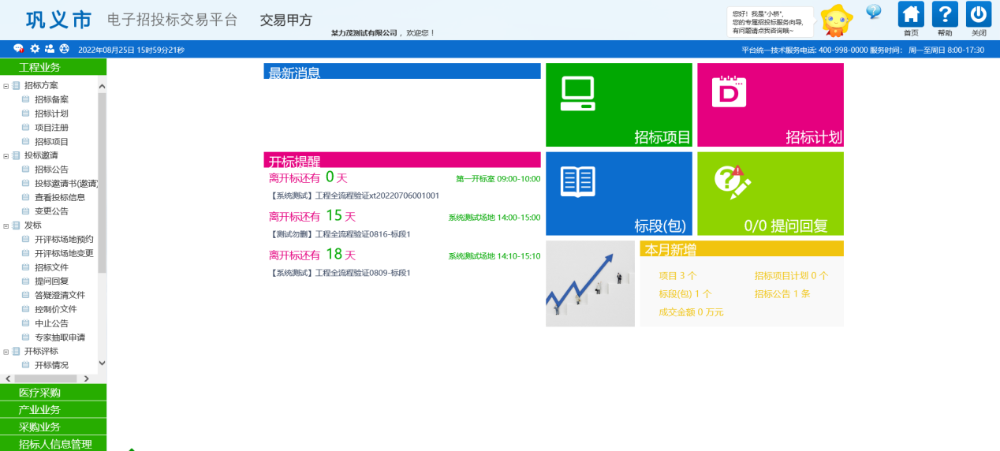 巩义市 电子招投标交易平台 交易甲方
某力茂测试有限公司 ，欢迎您！
您好！我是"小桥"，
您的专属招投标服务向导，
有问题请点我咨询哦~
首页 帮助 关闭
2022年08月25日 15时59分21秒
平台统一技术服务电话: 400-998-0000 服务时间： 周一至周日 8:00-17:30
工程业务
招标方案
招标备案
招标计划
项目注册
招标项目
投标邀请
招标公告
投标邀请书(邀请)
查看投标信息
变更公告
发标
开评标场地预约
开评标场地变更
招标文件
提问回复
答疑澄清文件
控制价文件
中止公告
专家抽取申请
开标评标
开标情况
医疗采购
产业业务
采购业务
招标人信息管理
最新消息
开标提醒
离开标还有 0 天 第一开标室 09:00-10:00
【系统测试】工程全流程验证xt20220706001001
离开标还有 15 天 系统测试场地 14:00-15:00
【测试勿删】工程全流程验证0816-标段1
离开标还有 18 天 系统测试场地 14:10-15:10
【系统测试】工程全流程验证0809-标段1
招标项目
D
招标计划
标段(包)
0/0 提问回复
本月新增
项目 3 个 招标项目计划 0 个
标段(包) 1 个 招标公告 1 条
成交金额 0 万元